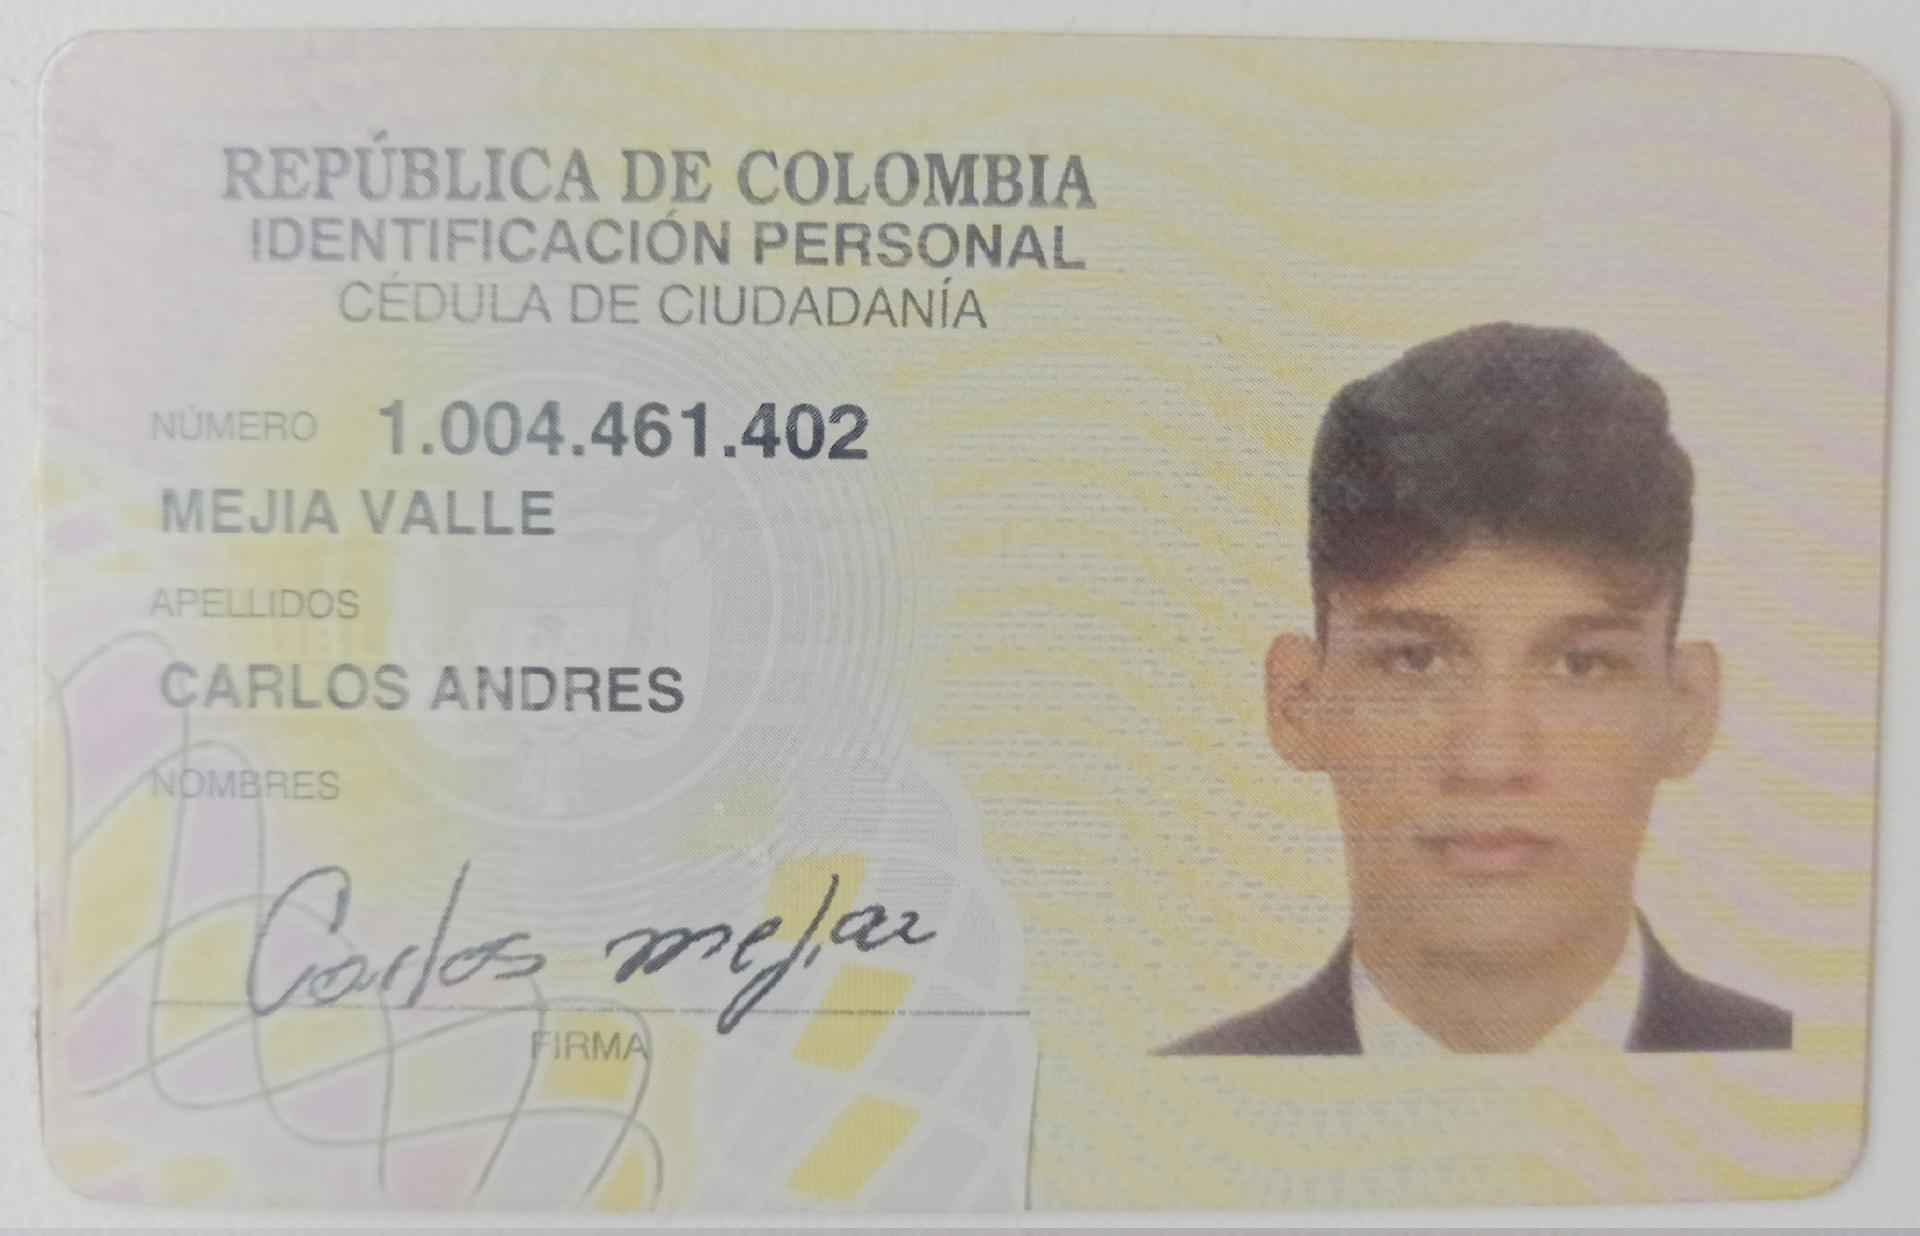 REPÚBLICA DE COLOMBIA
IDENTIFICACIÓN PERSONAL
CÉDULA DE CIUDADANÍA
NÚMERO 1.004.461.402
MEJIA VALLE
APELLIDOS
CARLOS ANDRES
NOMBRES
Carlos mejia
FIRMA